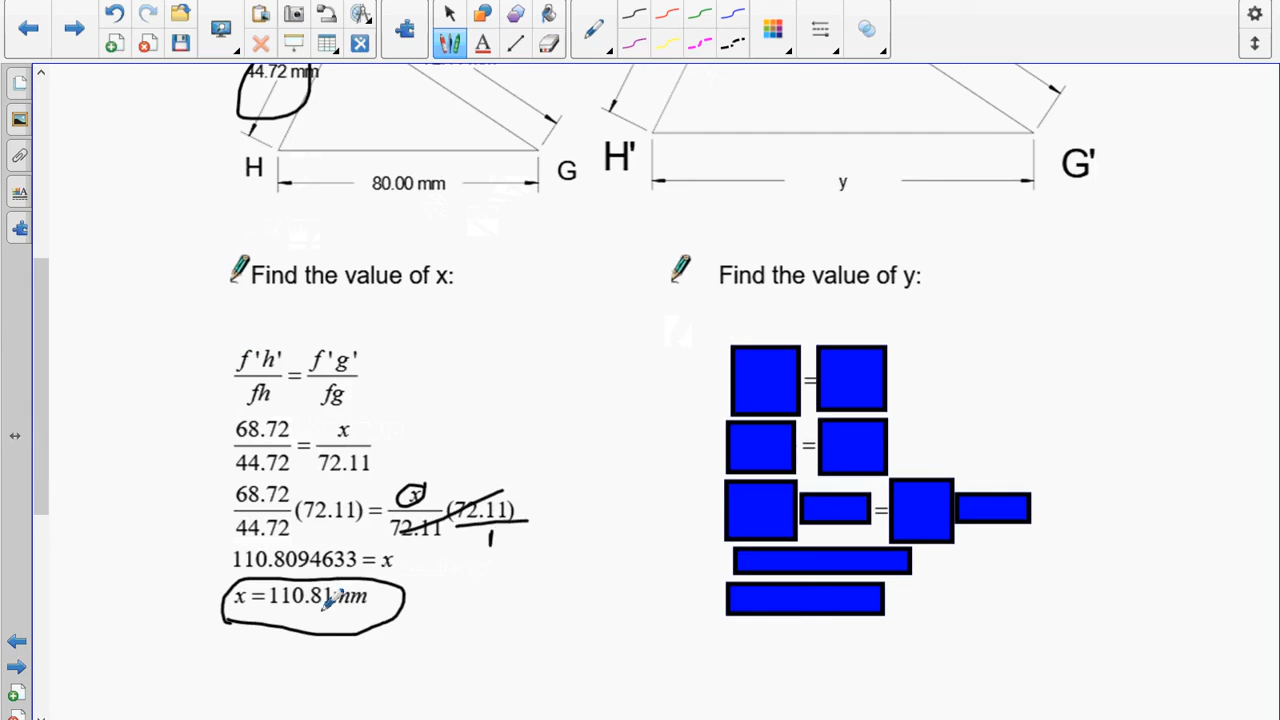 44.72 mm
H
G
H'
G'
80.00 mm
y
Find the value of x:
Find the value of y:
f'h'/fh = f'g'/fg
68.72/44.72 = x/72.11
68.72/44.72 (72.11) = x/72.11 (72.11)
1
110.8094633 = x
x = 110.81
=
=
=